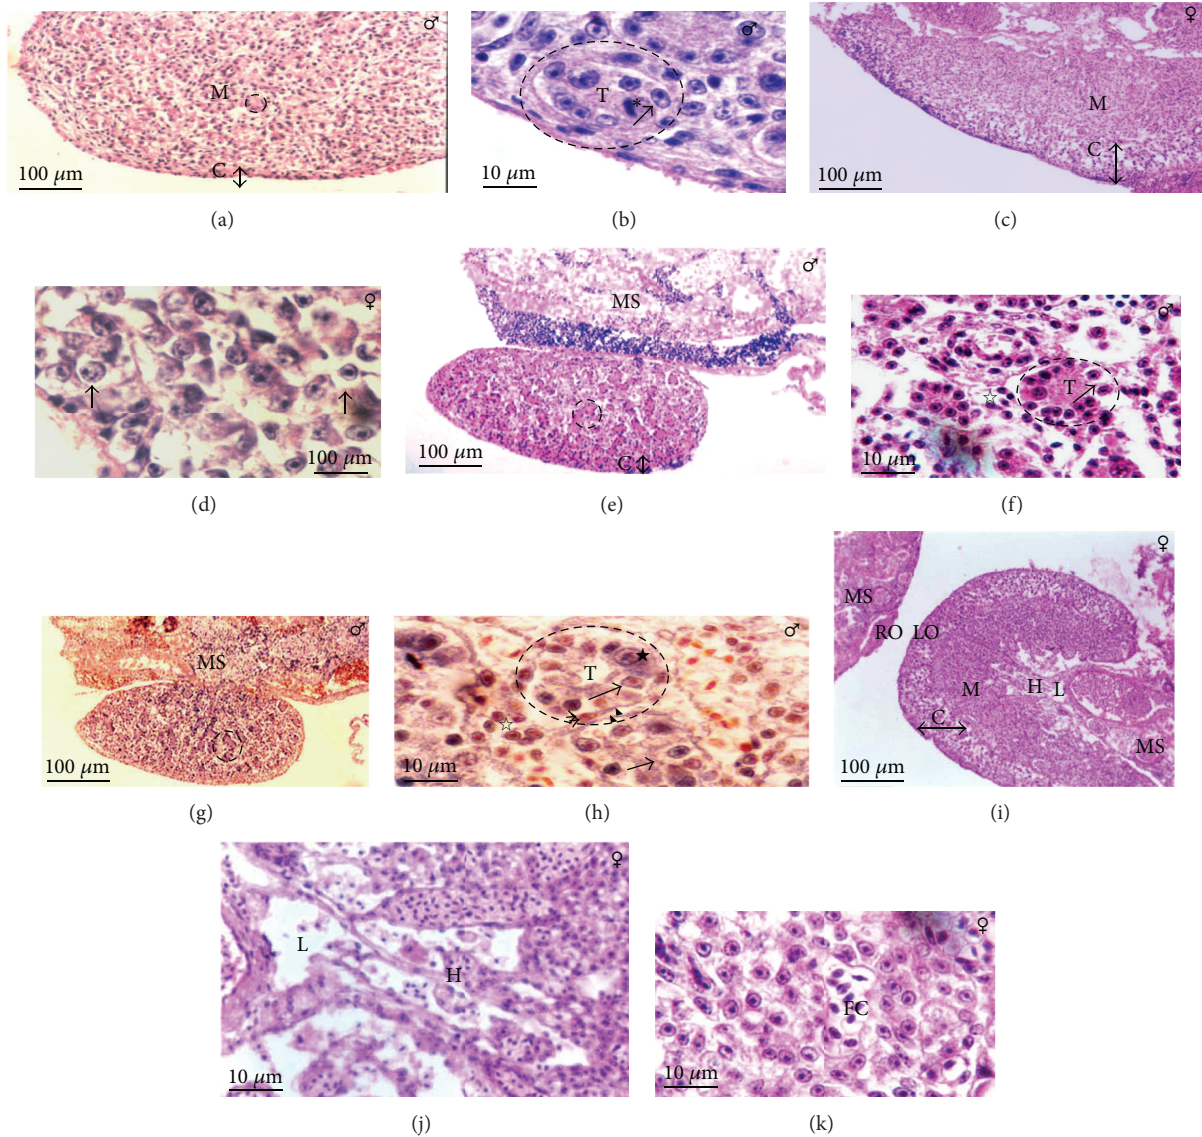 ♂
M
C
100 µm
(a)
♂
T
*
10 µm
(b)
♀
M
C
100 µm
(c)
♀
100 µm
(d)
♂
MS
C
100 µm
(e)
♂
T
☆
10 µm
(f)
♂
MS
100 µm
(g)
♂
T
★
☆
10 µm
(h)
♀
MS
RO LO
M H L
C
MS
100 µm
(i)
♀
L
H
10 µm
(j)
♀
FC
10 µm
(k)